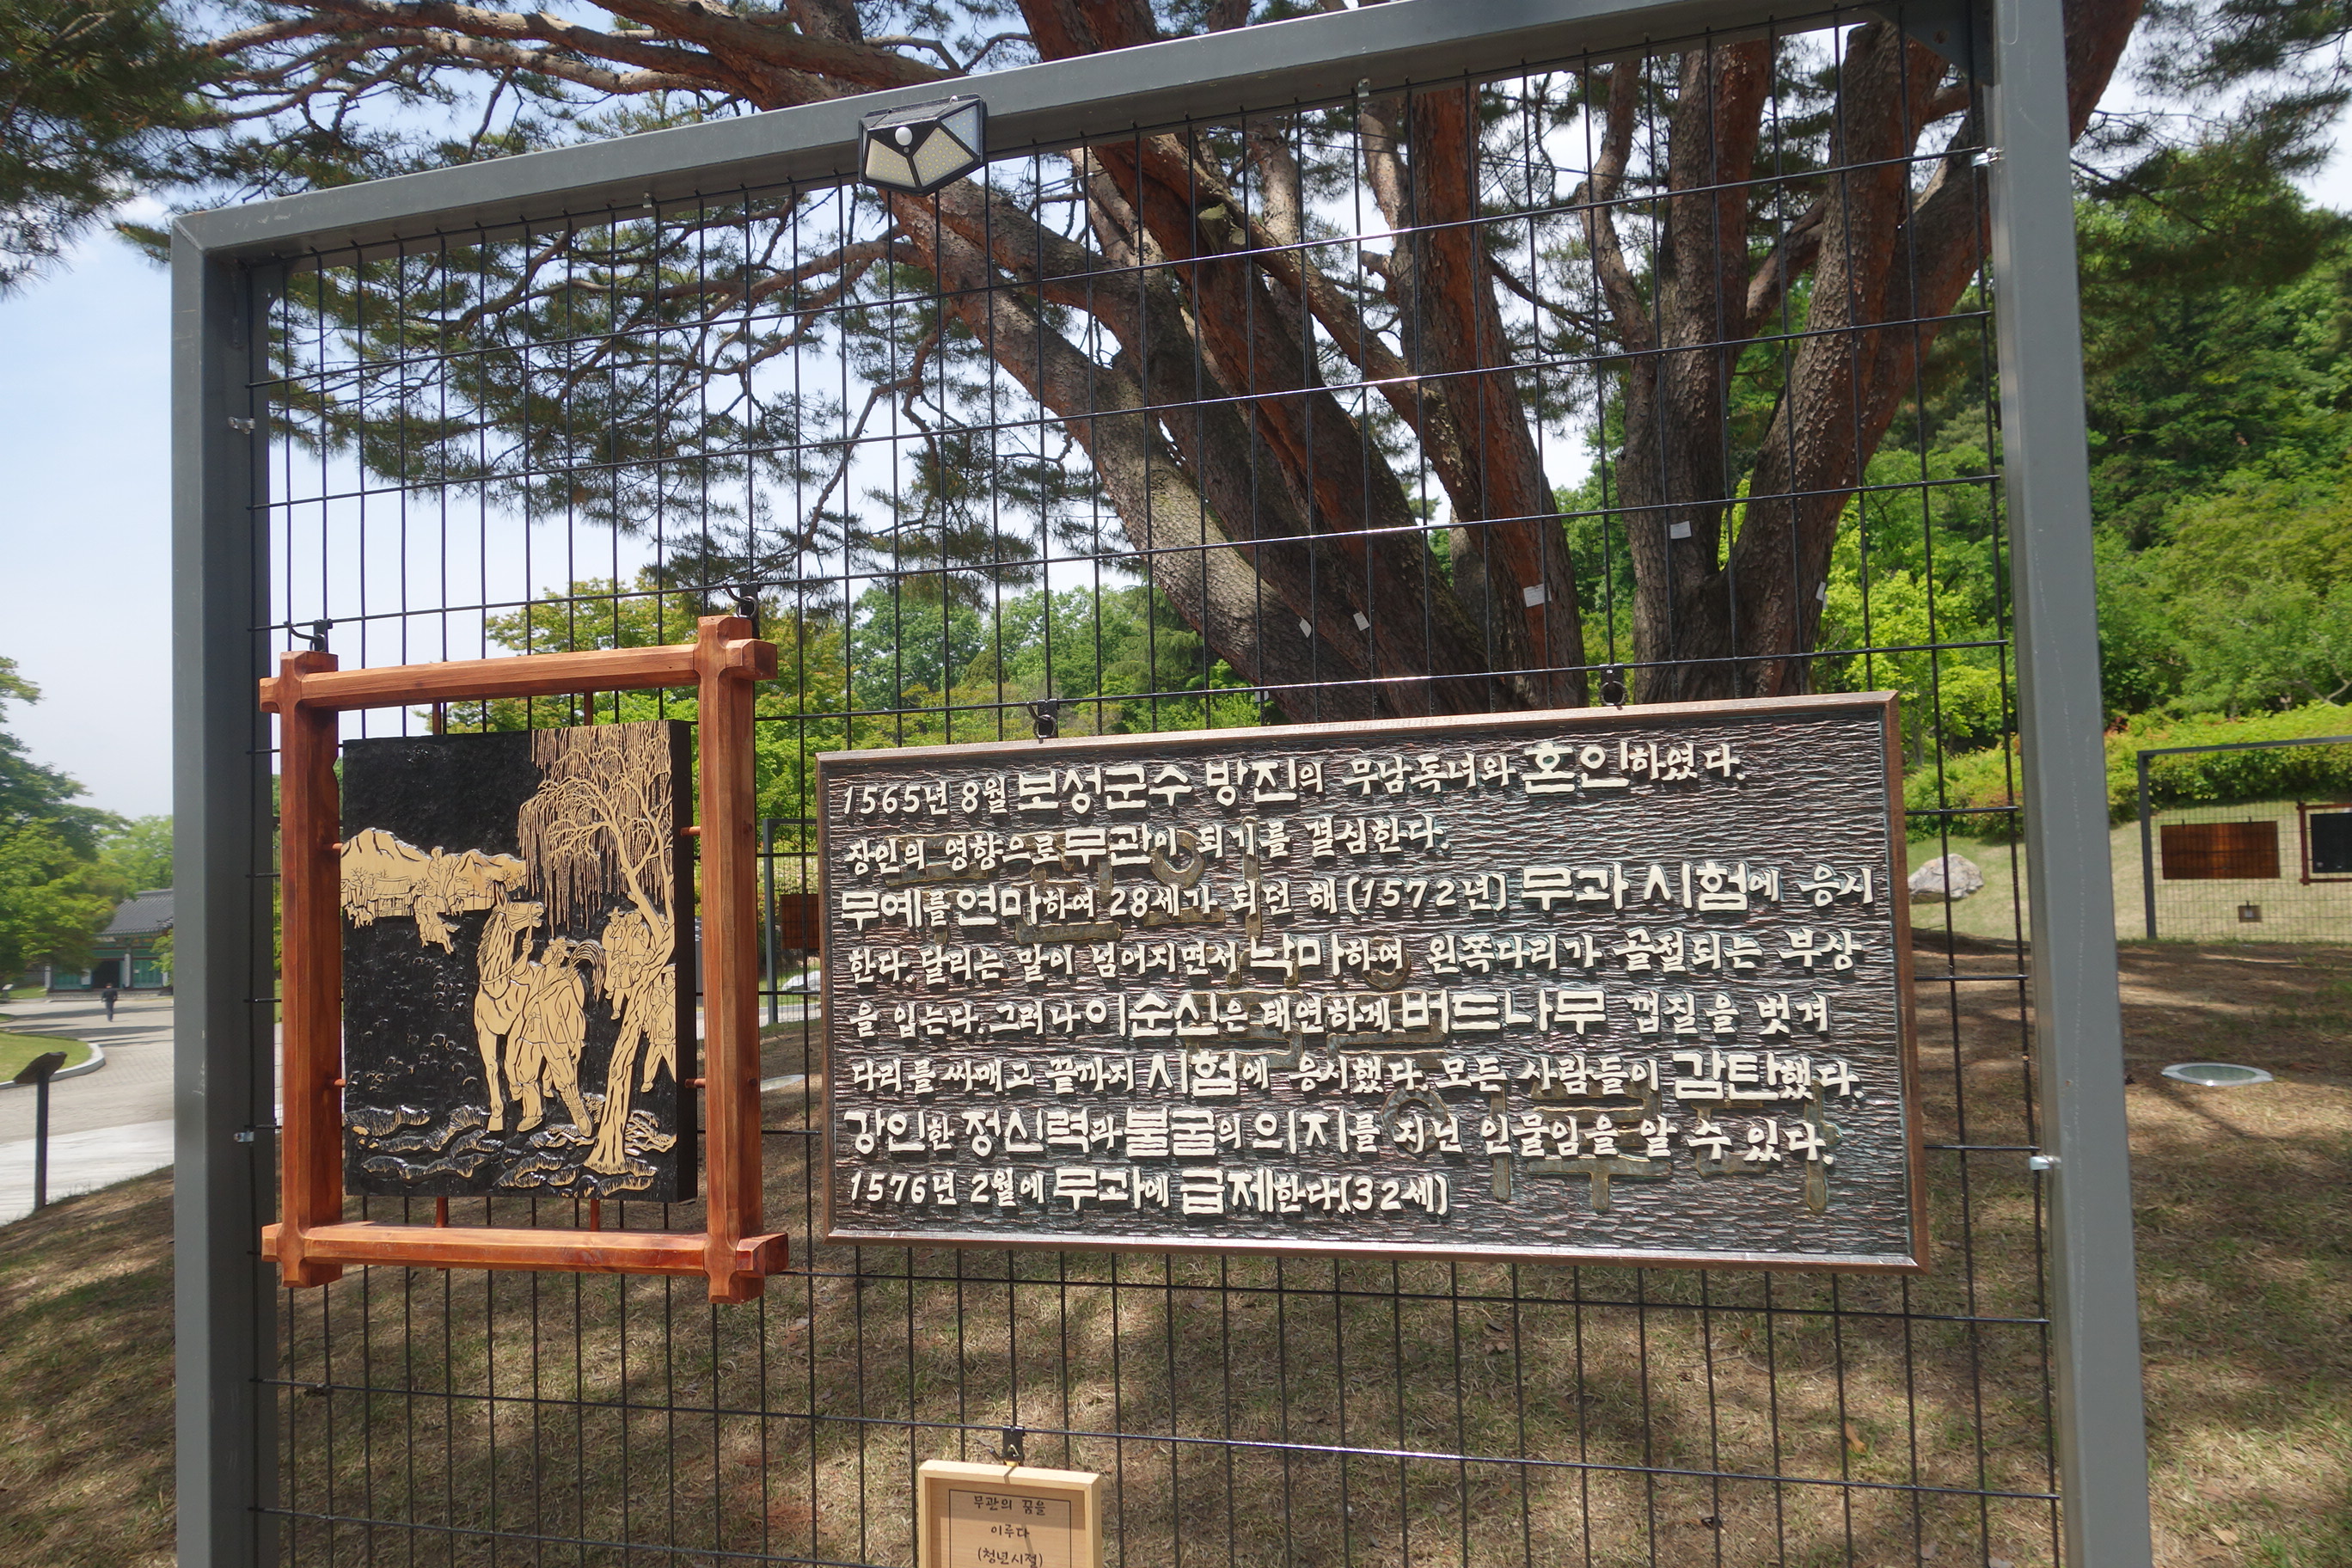 1565년 8월 보성군수 방진의 무남독녀와 혼인하였다.
장인의 영향으로 무관이 되기를 결심한다.
무예를 연마하여 28세가 되던 해(1572년) 무과 시험에 응시
한다. 달리는 말이 넘어지면서 낙마하여 왼쪽다리가 골절되는 부상
을 입는다. 그러나 이순신은 태연하게 버드나무 껍질을 벗겨
다리를 싸매고 끝까지 시험에 응시했다. 모든 사람들이 감탄했다.
강인한 정신력과 불굴의 의지를 지닌 인물임을 알 수 있다.
1576년 2월에 무과에 급제한다.(32세)
무관의 꿈을
이루다
(청년시절)